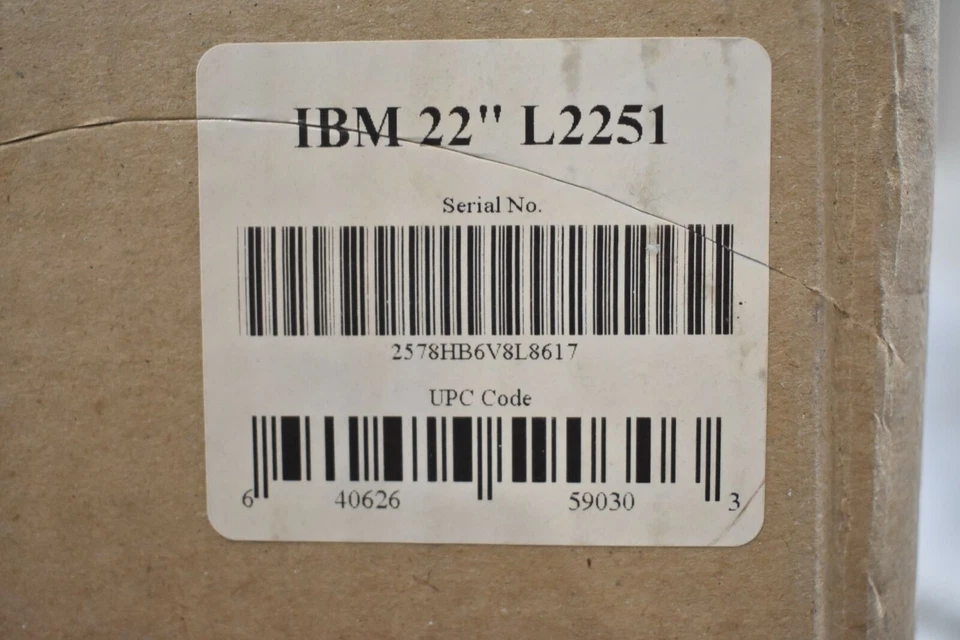 IBM 22" L2251
Serial No.
2578HB6V8L8617
UPC Code
6 40626 59030 3